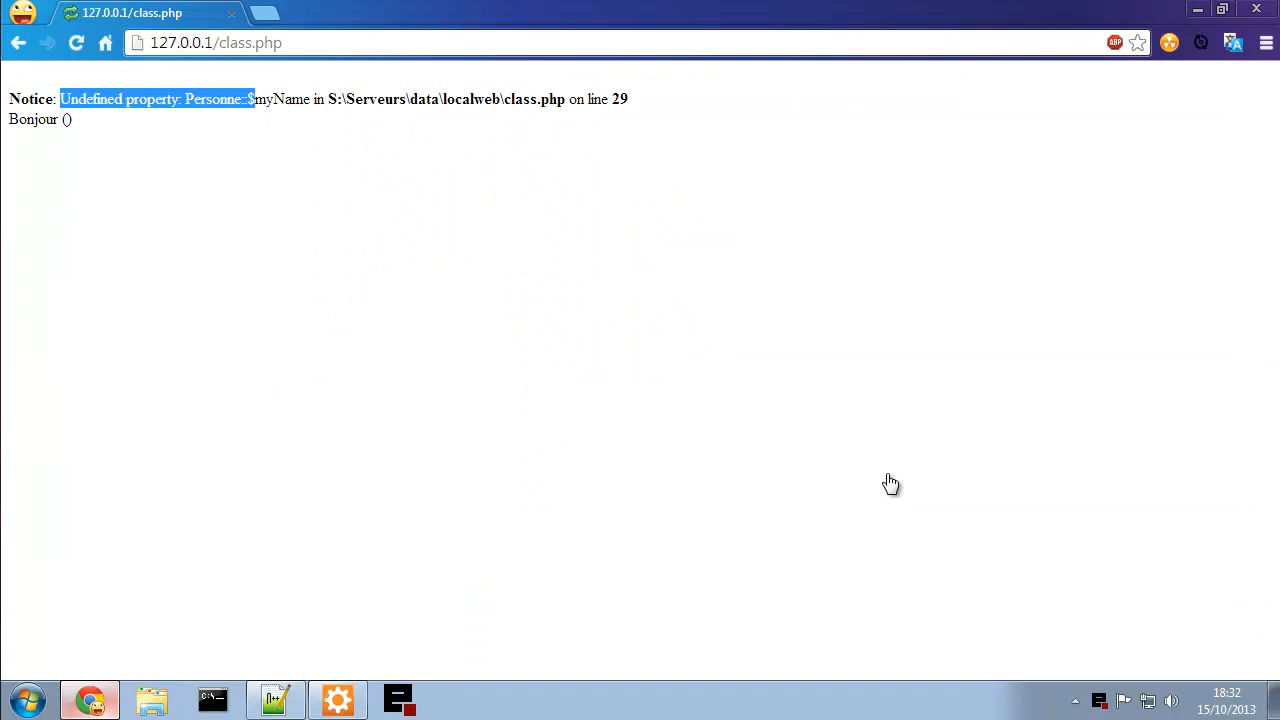 127.0.0.1/class.php
127.0.0.1/class.php
ABP
Notice: Undefined property: Personne::$myName in S:\Serveurs\data\localweb\class.php on line 29
Bonjour ()
18:32
15/10/2013